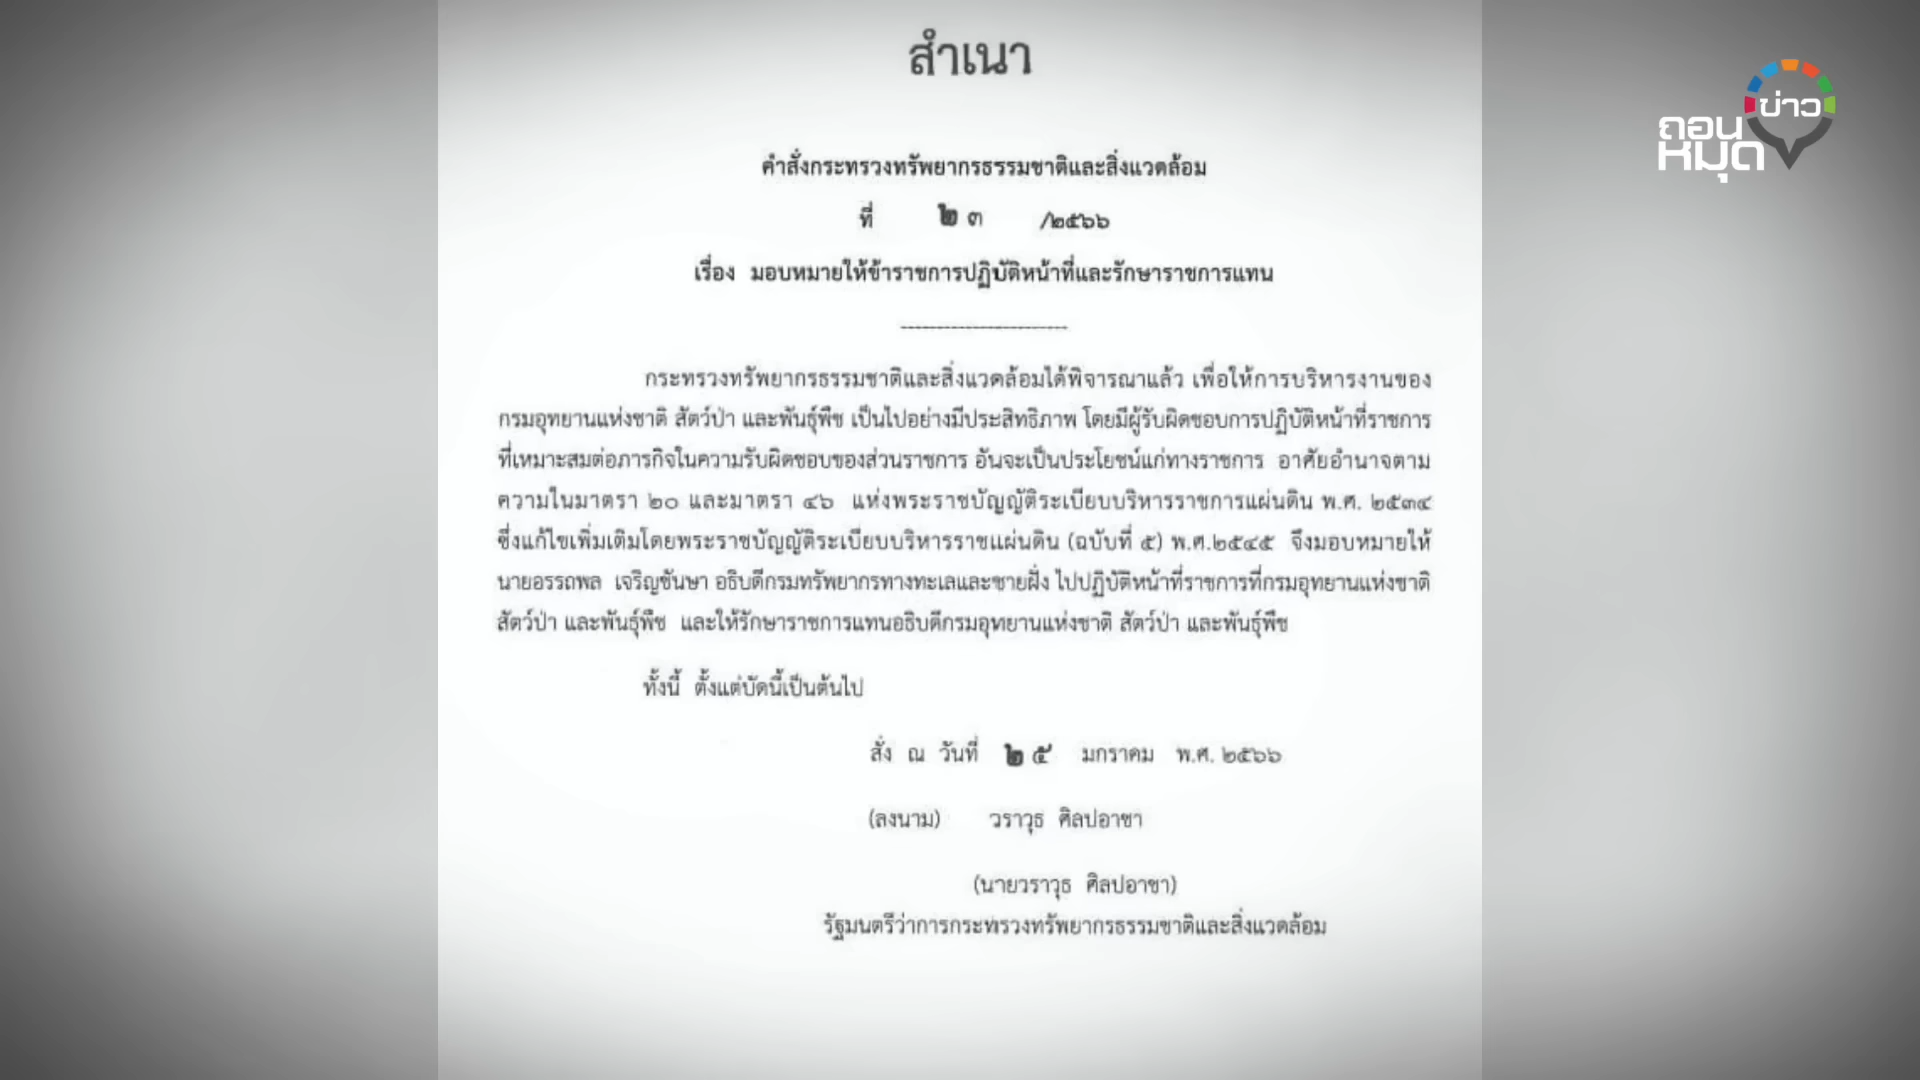 สำเนา
ถอนหมุดข่าว
คำสั่งกระทรวงทรัพยากรธรรมชาติและสิ่งแวดล้อม
ที่ ๒๓ /๒๕๖๖
เรื่อง มอบหมายให้ข้าราชการปฏิบัติหน้าที่และรักษาราชการแทน
กระทรวงทรัพยากรธรรมชาติและสิ่งแวดล้อมได้พิจารณาแล้ว เพื่อให้การบริหารงานของ
กรมอุทยานแห่งชาติ สัตว์ป่า และพันธุ์พืช เป็นไปอย่างมีประสิทธิภาพ โดยมีผู้รับผิดชอบการปฏิบัติหน้าที่ราชการ
ที่เหมาะสมต่อภารกิจในความรับผิดชอบของส่วนราชการ อันจะเป็นประโยชน์แก่ทางราชการ อาศัยอำนาจตาม
ความในมาตรา ๒๐ และมาตรา ๔๖ แห่งพระราชบัญญัติระเบียบบริหารราชการแผ่นดิน พ.ศ. ๒๕๓๔
ซึ่งแก้ไขเพิ่มเติมโดยพระราชบัญญัติระเบียบบริหารราชแผ่นดิน (ฉบับที่ ๕) พ.ศ.๒๕๔๕ จึงมอบหมายให้
นายอรรถพล เจริญชันษา อธิบดีกรมทรัพยากรทางทะเลและชายฝั่ง ไปปฏิบัติหน้าที่ราชการที่กรมอุทยานแห่งชาติ
สัตว์ป่า และพันธุ์พืช และให้รักษาราชการแทนอธิบดีกรมอุทยานแห่งชาติ สัตว์ป่า และพันธุ์พืช
ทั้งนี้ ตั้งแต่บัดนี้เป็นต้นไป
สั่ง ณ วันที่ ๒๕ มกราคม พ.ศ. ๒๕๖๖
(ลงนาม) วราวุธ ศิลปอาชา
(นายวราวุธ ศิลปอาชา)
รัฐมนตรีว่าการกระทรวงทรัพยากรธรรมชาติและสิ่งแวดล้อม